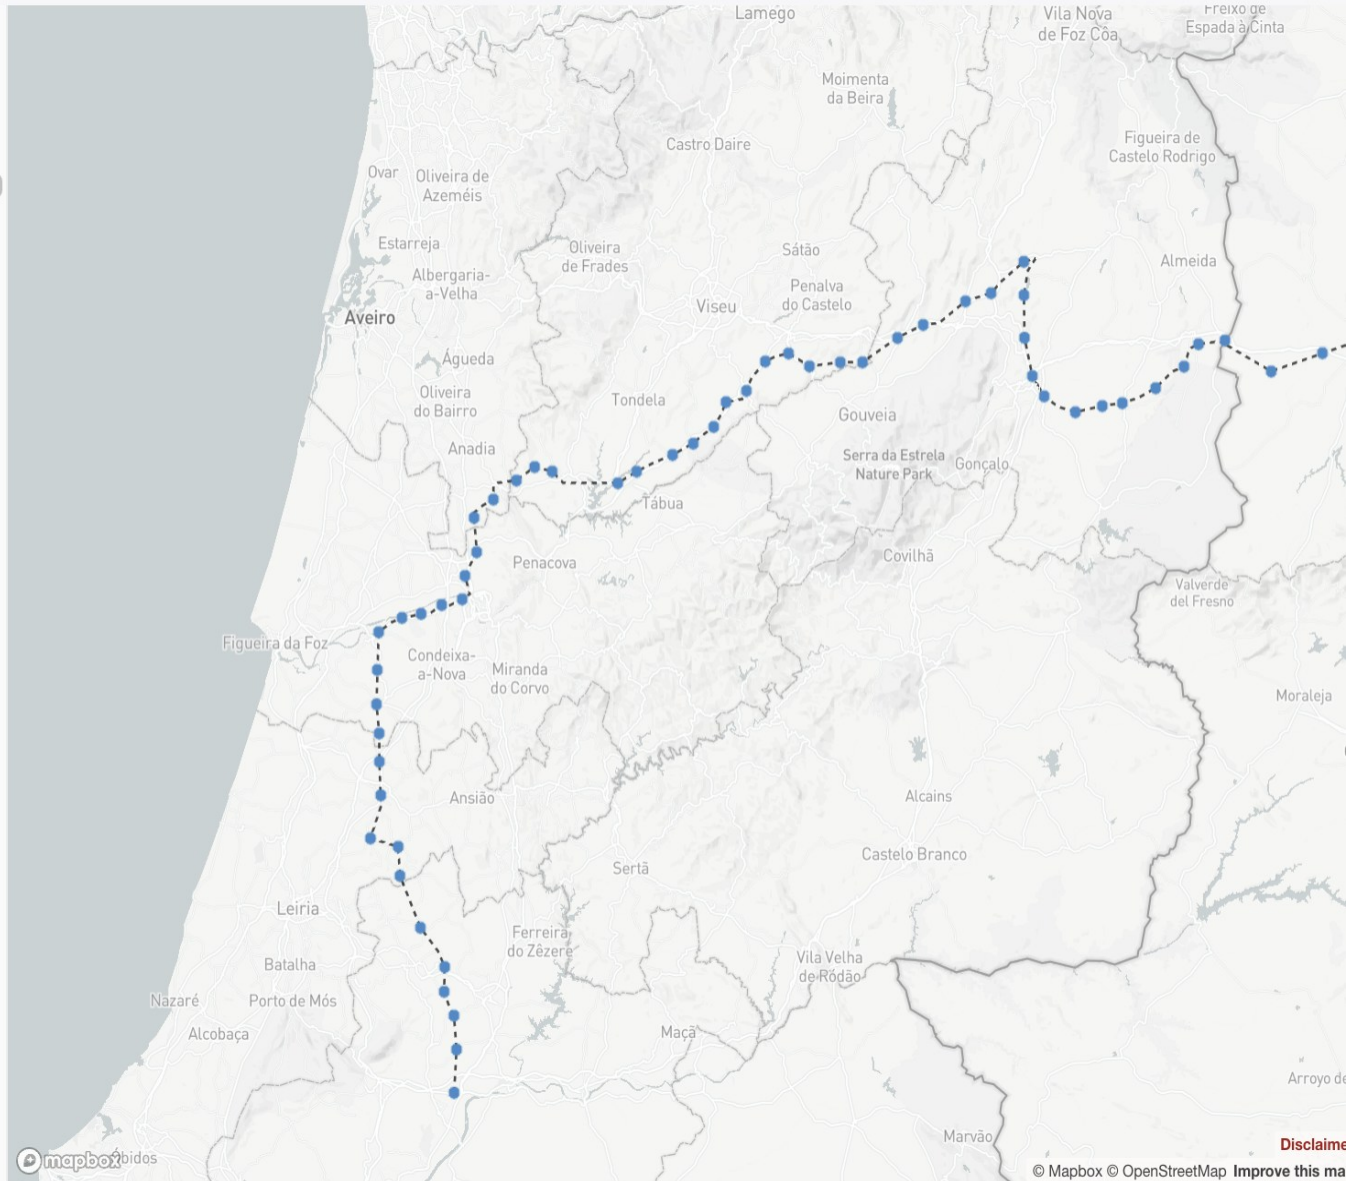 Lamego
Vila Nova
de Foz Côa
Freixo de
Espada à Cinta
Moimenta
da Beira
Castro Daire
Figueira de
Castelo Rodrigo
Ovar
Oliveira de
Azeméis
Estarreja
Oliveira
de Frades
Sátão
Almeida
Albergaria-
a-Velha
Penalva
do Castelo
Viseu
Aveiro
Águeda
Oliveira
do Bairro
Tondela
Gouveia
Anadia
Serra da Estrela
Nature Park
Gonçalo
Tábua
Penacova
Covilhã
Valverde
del Fresno
Figueira da Foz
Condeixa-
a-Nova
Miranda
do Corvo
Moraleja
Ansião
Alcains
Castelo Branco
Sertã
Leiria
Ferreira
do Zêzere
Batalha
Vila Velha
de Ródão
Nazaré
Porto de Mós
Alcobaça
Maçã
Arroyo de
Marvão
Disclaime
mapbox
Óbidos
© Mapbox © OpenStreetMap Improve this ma